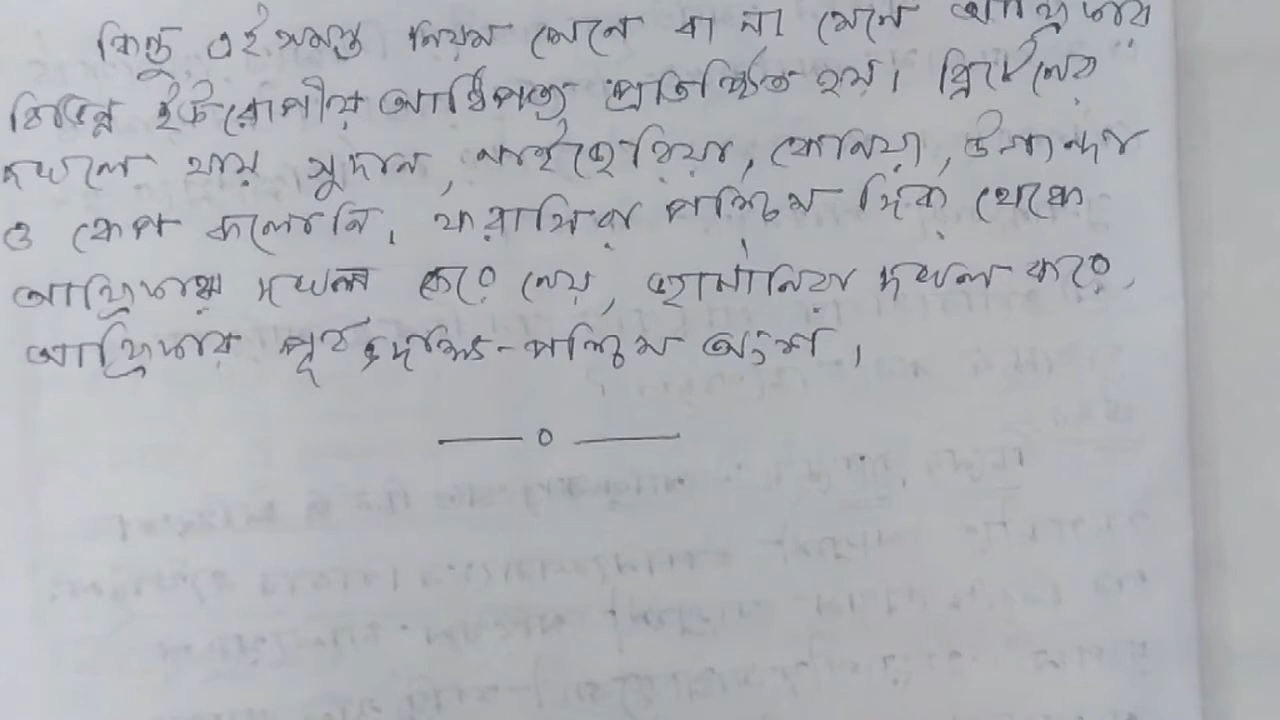 কিন্তু এই সমস্ত নিয়ম মেনে বা না মেনে আফ্রিকার
বিভিন্ন ইউরোপীয় আধিপত্য প্রতিষ্ঠিত হয়। ব্রিটেনের
দখলে যায় সুদান, নাইজেরিয়া, কেনিয়া, উগান্ডা
ও কেপ কলোনি, ফরাসিরা পশ্চিম দিক থেকে
আফ্রিকায় দখল করে নেয়, জার্মানিয়া দখল করে,
আফ্রিকার পূর্ব দক্ষিণ-পশ্চিম অংশ,